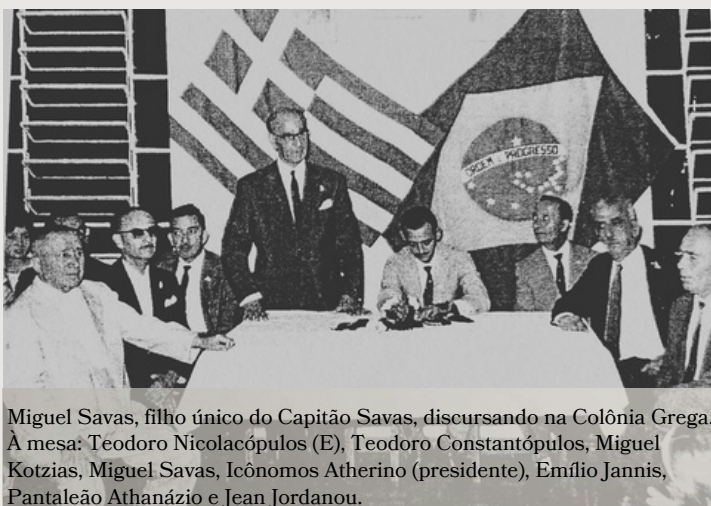 ORDEM E PROGRESSO
Miguel Savas, filho único do Capitão Savas, discursando na Colônia Grega.
À mesa: Teodoro Nicolacópulos (E), Teodoro Constantópulos, Miguel
Kotzias, Miguel Savas, Icônomos Atherino (presidente), Emílio Jannis,
Pantaleão Athanázio e Jean Jordanou.